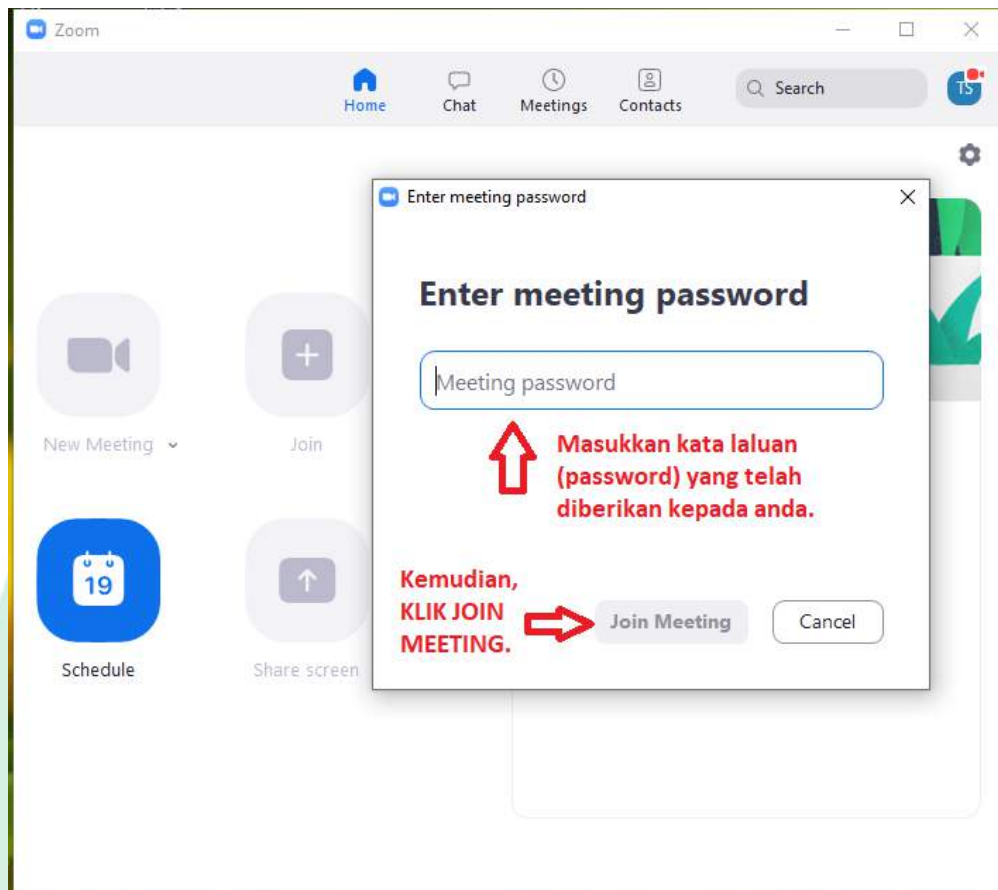 Zoom
Home
Chat
Meetings
Contacts
Search
TS
Enter meeting password
Enter meeting password
Meeting password
Masukkan kata laluan
(password) yang telah
diberikan kepada anda.
New Meeting
Join
19
Kemudian,
KLIK JOIN
MEETING.
Join Meeting
Cancel
Schedule
Share screen